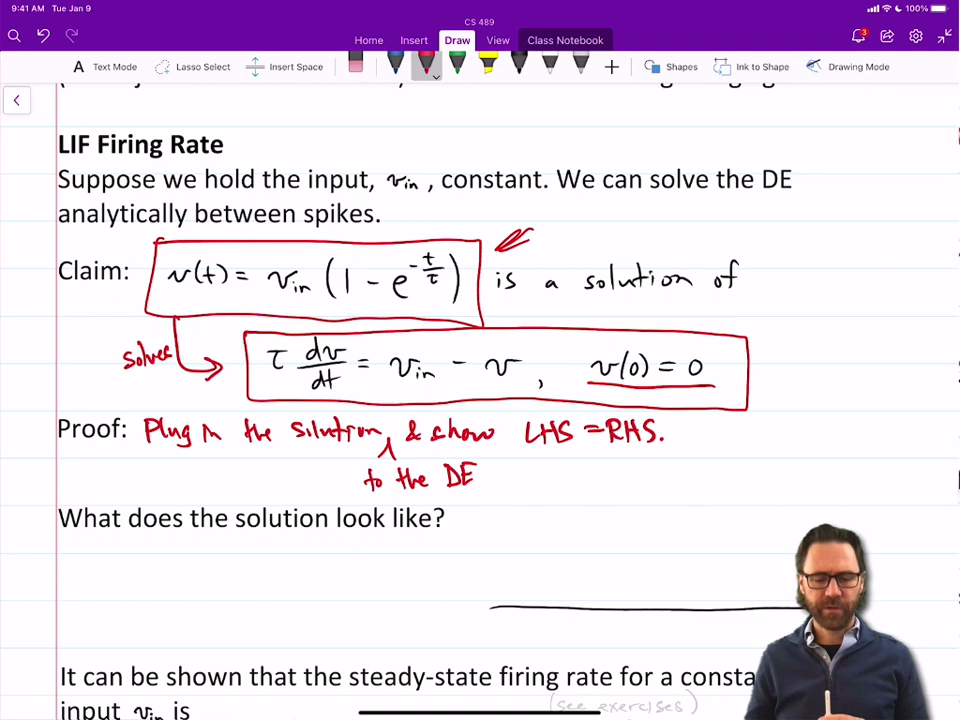 9:41 AM Tue Jan 9
100%
CS 489
Home Insert Draw View Class Notebook
3
A Text Mode Lasso Select Insert Space Shapes Ink to Shape Drawing Mode
LIF Firing Rate
Suppose we hold the input, v_in, constant. We can solve the DE
analytically between spikes.
Claim: v(t) = v_in (1 - e^(-t/τ)) is a solution of
solves
τ dv/dt = v_in - v, v(0) = 0
Proof: Plug in the solution, & show LHS = RHS.
to the DE
What does the solution look like?
It can be shown that the steady-state firing rate for a consta
(see exercises)
input v_in is